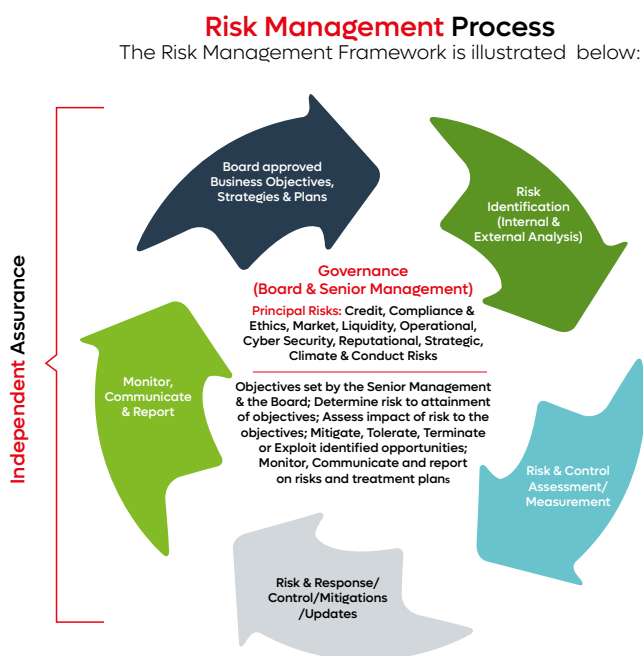 Risk Management Process
The Risk Management Framework is illustrated below:
Board approved
Business Objectives,
Strategies & Plans
Risk
Identification
(Internal &
External Analysis)
Governance
(Board & Senior Management)
Principal Risks: Credit, Compliance &
Ethics, Market, Liquidity, Operational,
Cyber Security, Reputational, Strategic,
Climate & Conduct Risks
Objectives set by the Senior Management
& the Board; Determine risk to attainment
of objectives; Assess impact of risk to the
objectives; Mitigate, Tolerate, Terminate
or Exploit identified opportunities;
Monitor, Communicate and report
on risks and treatment plans
Risk & Control
Assessment/
Measurement
Risk & Response/
Control/Mitigations
/Updates
Monitor,
Communicate
& Report
Independent Assurance